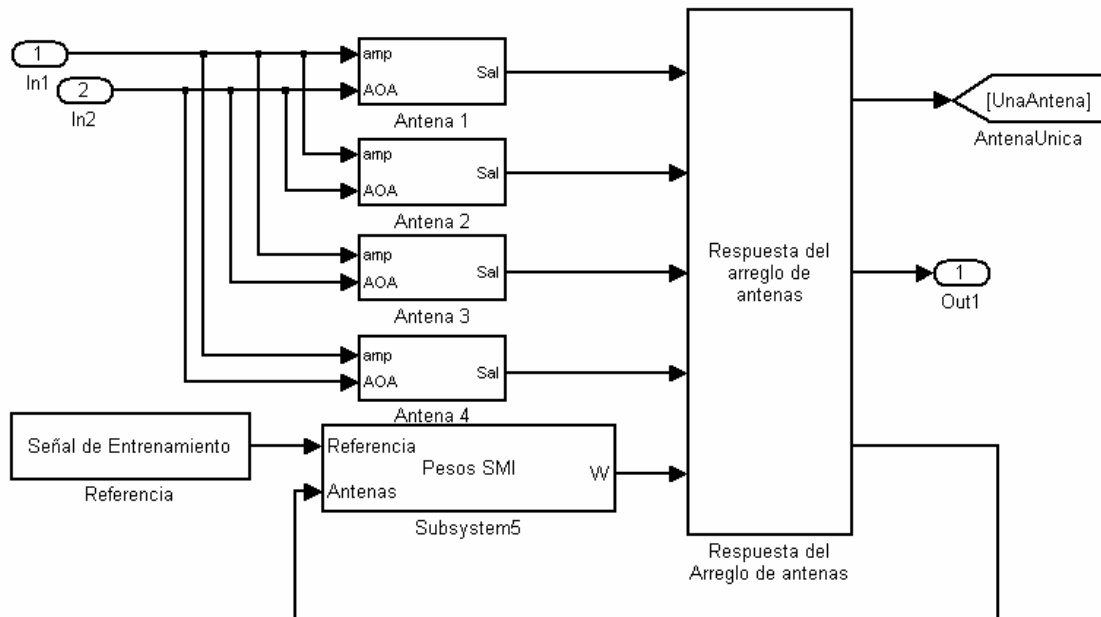 1
In1
2
In2
amp
AOA
Sal
Antena 1
amp
AOA
Sal
Antena 2
amp
AOA
Sal
Antena 3
amp
AOA
Sal
Antena 4
Señal de Entrenamiento
Referencia
Referencia
Antenas
Pesos SMI
W
Subsystem5
Respuesta del
arreglo de
antenas
Respuesta del
Arreglo de antenas
[UnaAntena]
AntenaUnica
1
Out1